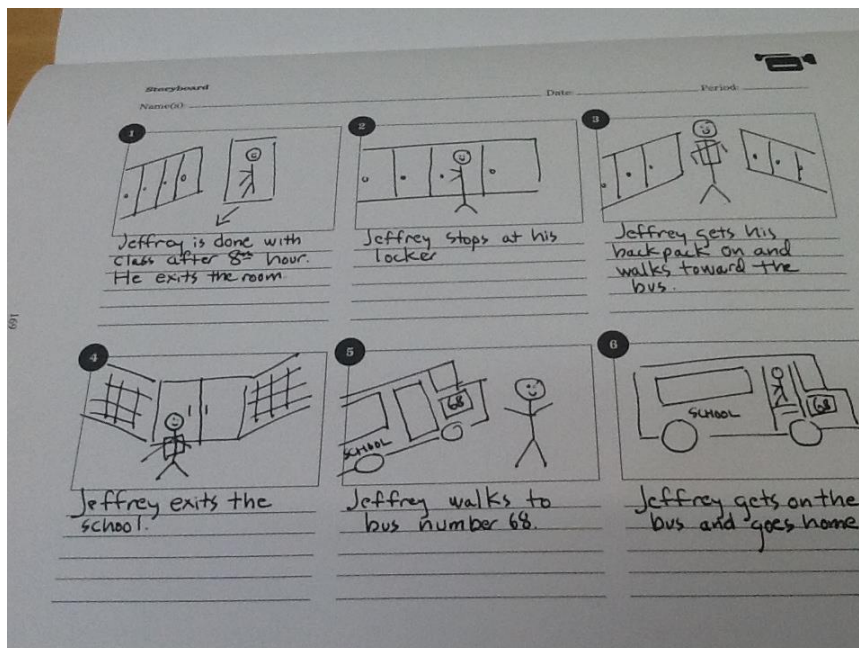 Storyboard
Name(s):
Date:
Period:
1
2
3
Jeffrey is done with
class after 8th hour.
He exits the room
Jeffrey stops at his
locker
Jeffrey gets his
backpack on and
walks toward the
bus.
169
4
5
6
68
SCHOOL
SCHOOL
68
Jeffrey exits the
school.
Jeffrey walks to
bus number 68.
Jeffrey gets on the
bus and goes home